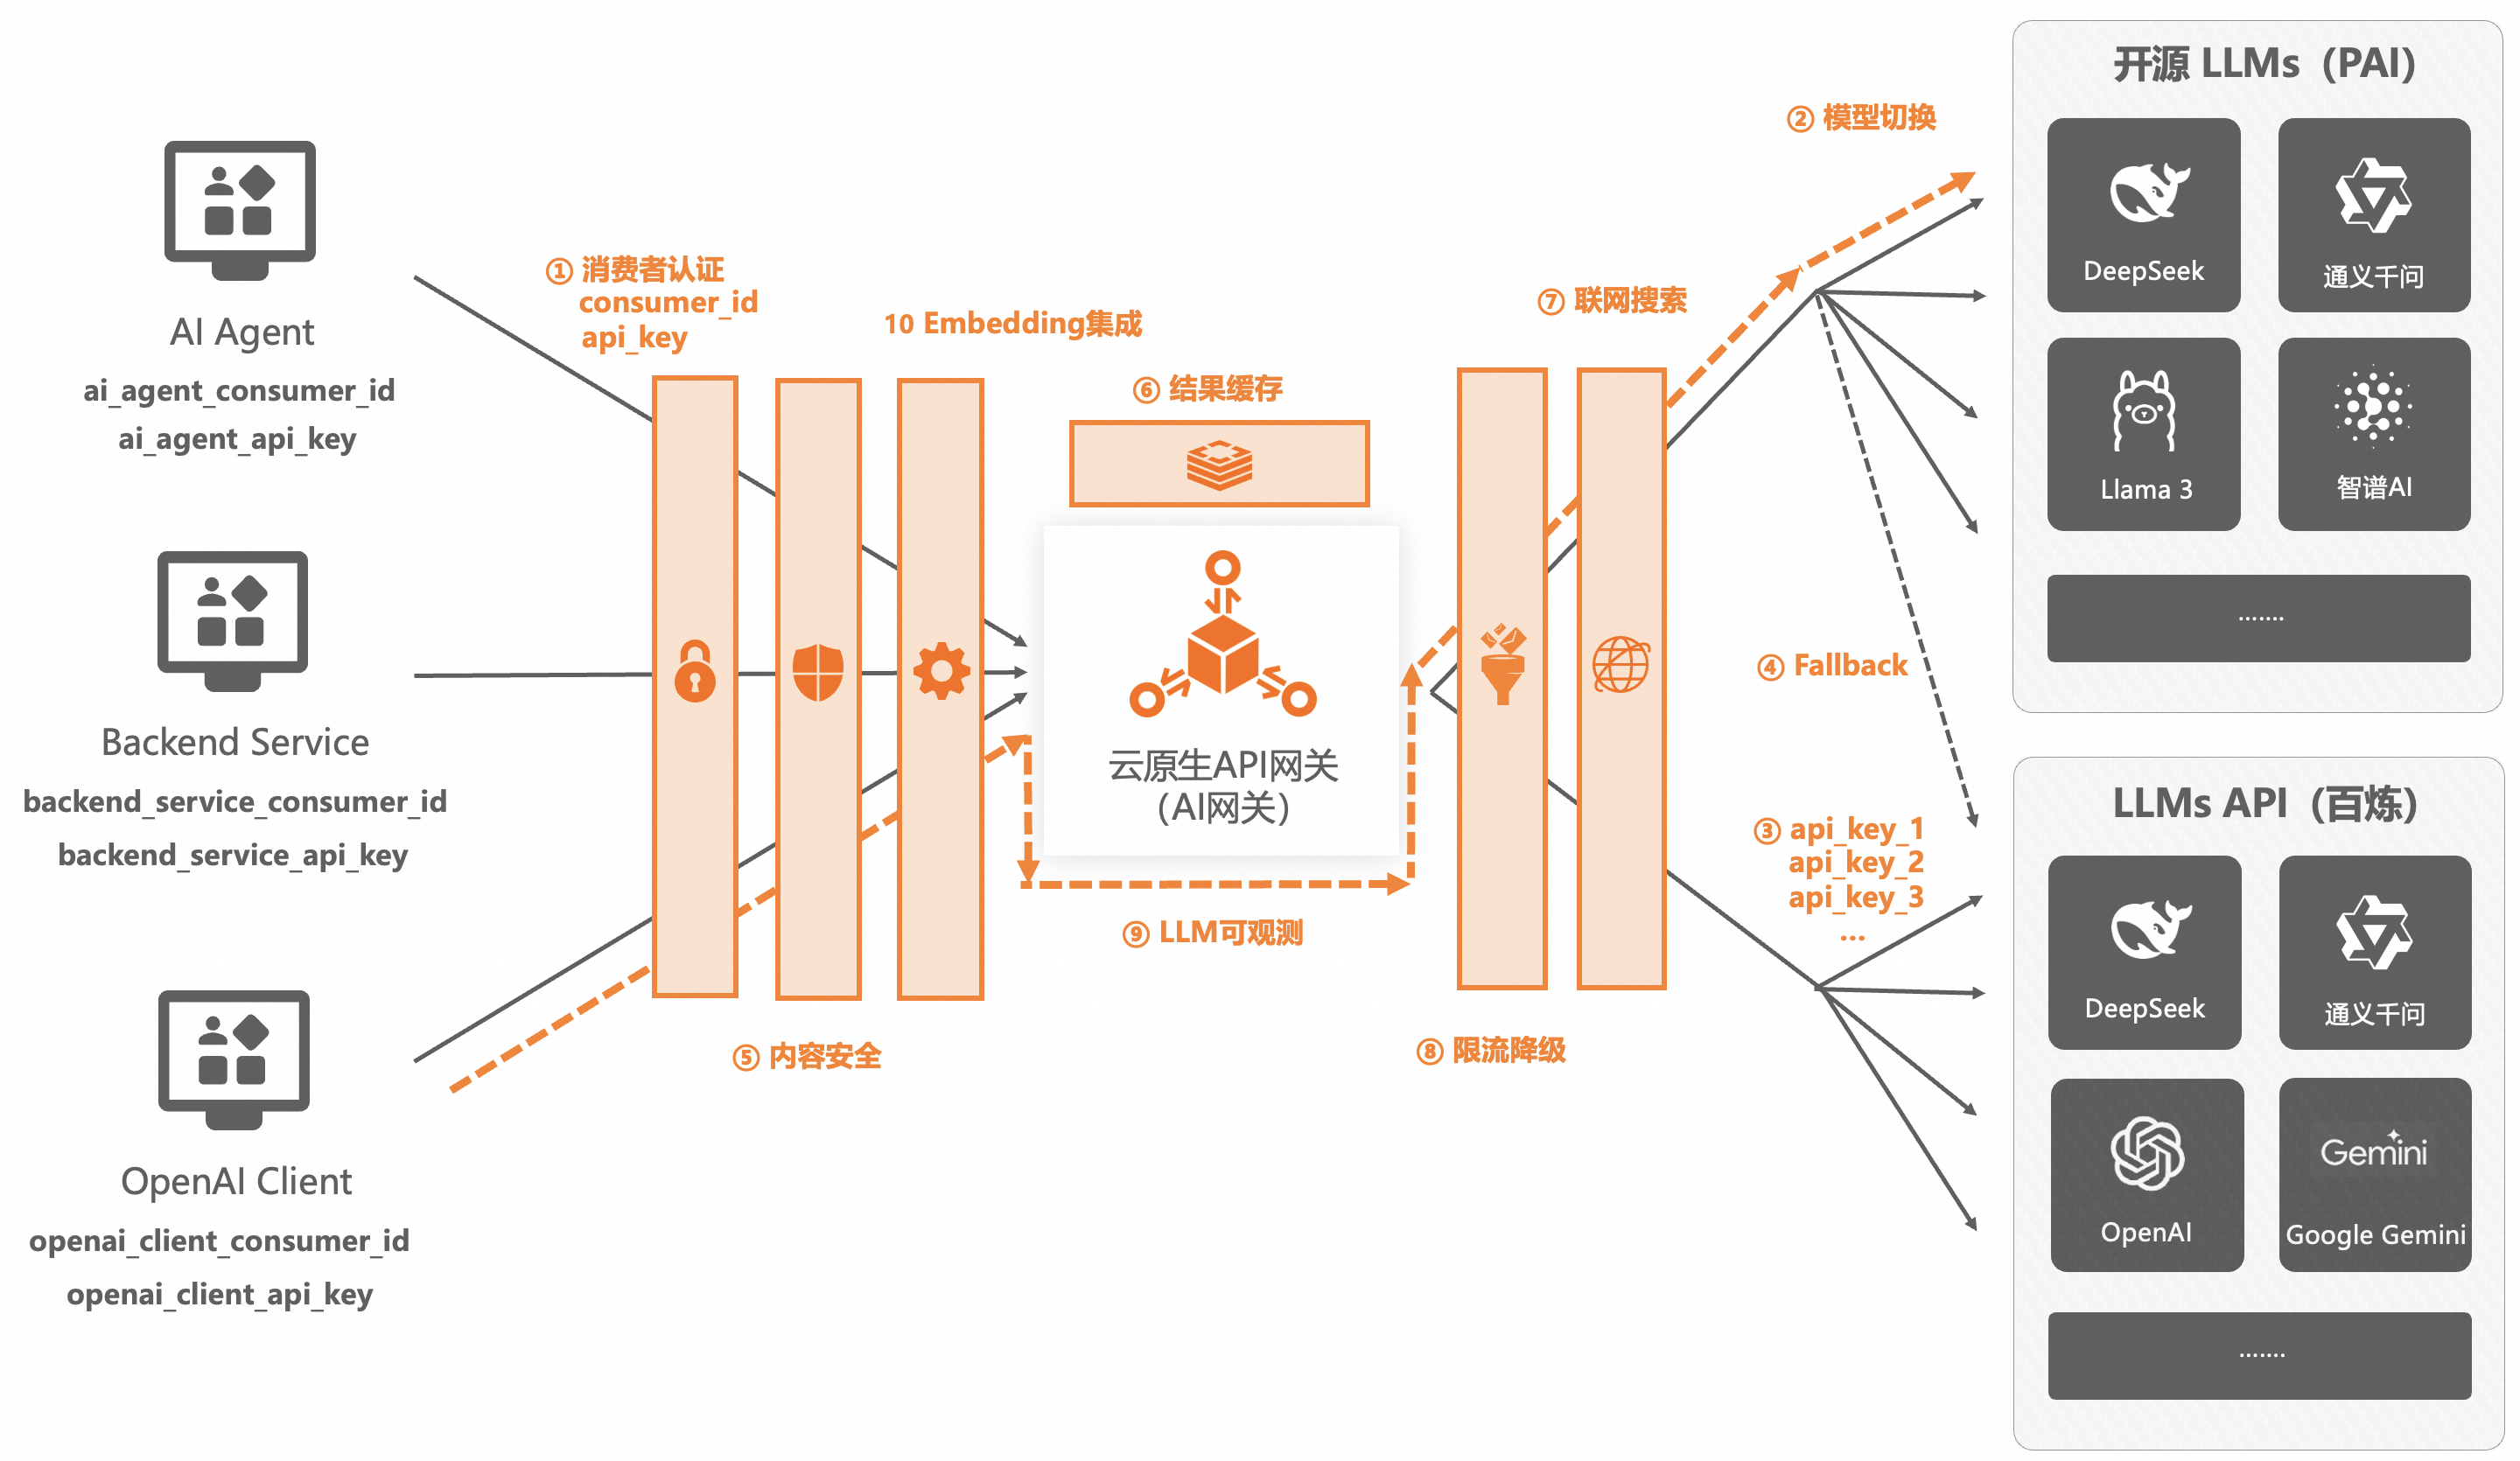 AI Agent
ai_agent_consumer_id
ai_agent_api_key
Backend Service
backend_service_consumer_id
backend_service_api_key
OpenAI Client
openai_client_consumer_id
openai_client_api_key
① 消费者认证
consumer_id
api_key
10 Embedding集成
⑥ 结果缓存
云原生API网关
（AI网关）
⑨ LLM可观测
⑤ 内容安全
⑦ 联网搜索
⑧ 限流降级
② 模型切换
④ Fallback
③ api_key_1
api_key_2
api_key_3
...
开源 LLMs（PAI）
DeepSeek
通义千问
Llama 3
智谱AI
.......
LLMs API（百炼）
DeepSeek
通义千问
OpenAI
Gemini
Google Gemini
.......